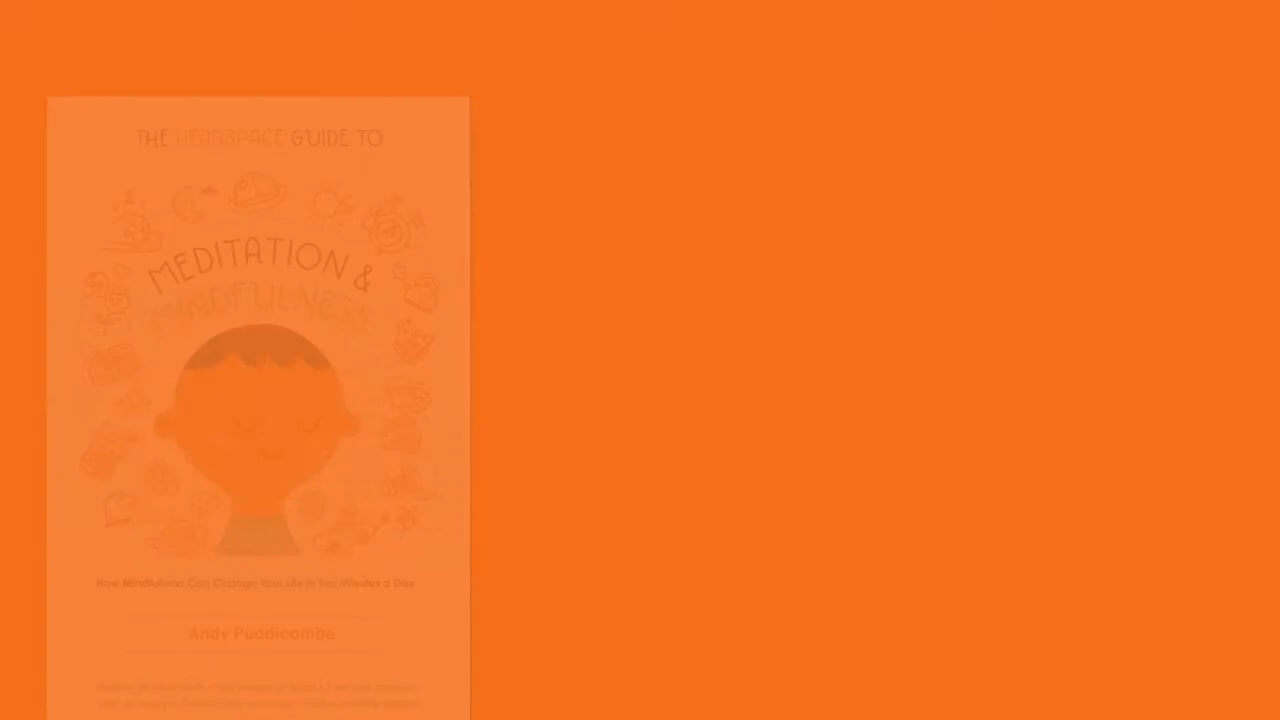 THE HEADSPACE GUIDE TO
MEDITATION &
MINDFULNESS
How Mindfulness Can Change Your Life in Ten Minutes a Day
Andy Puddicombe